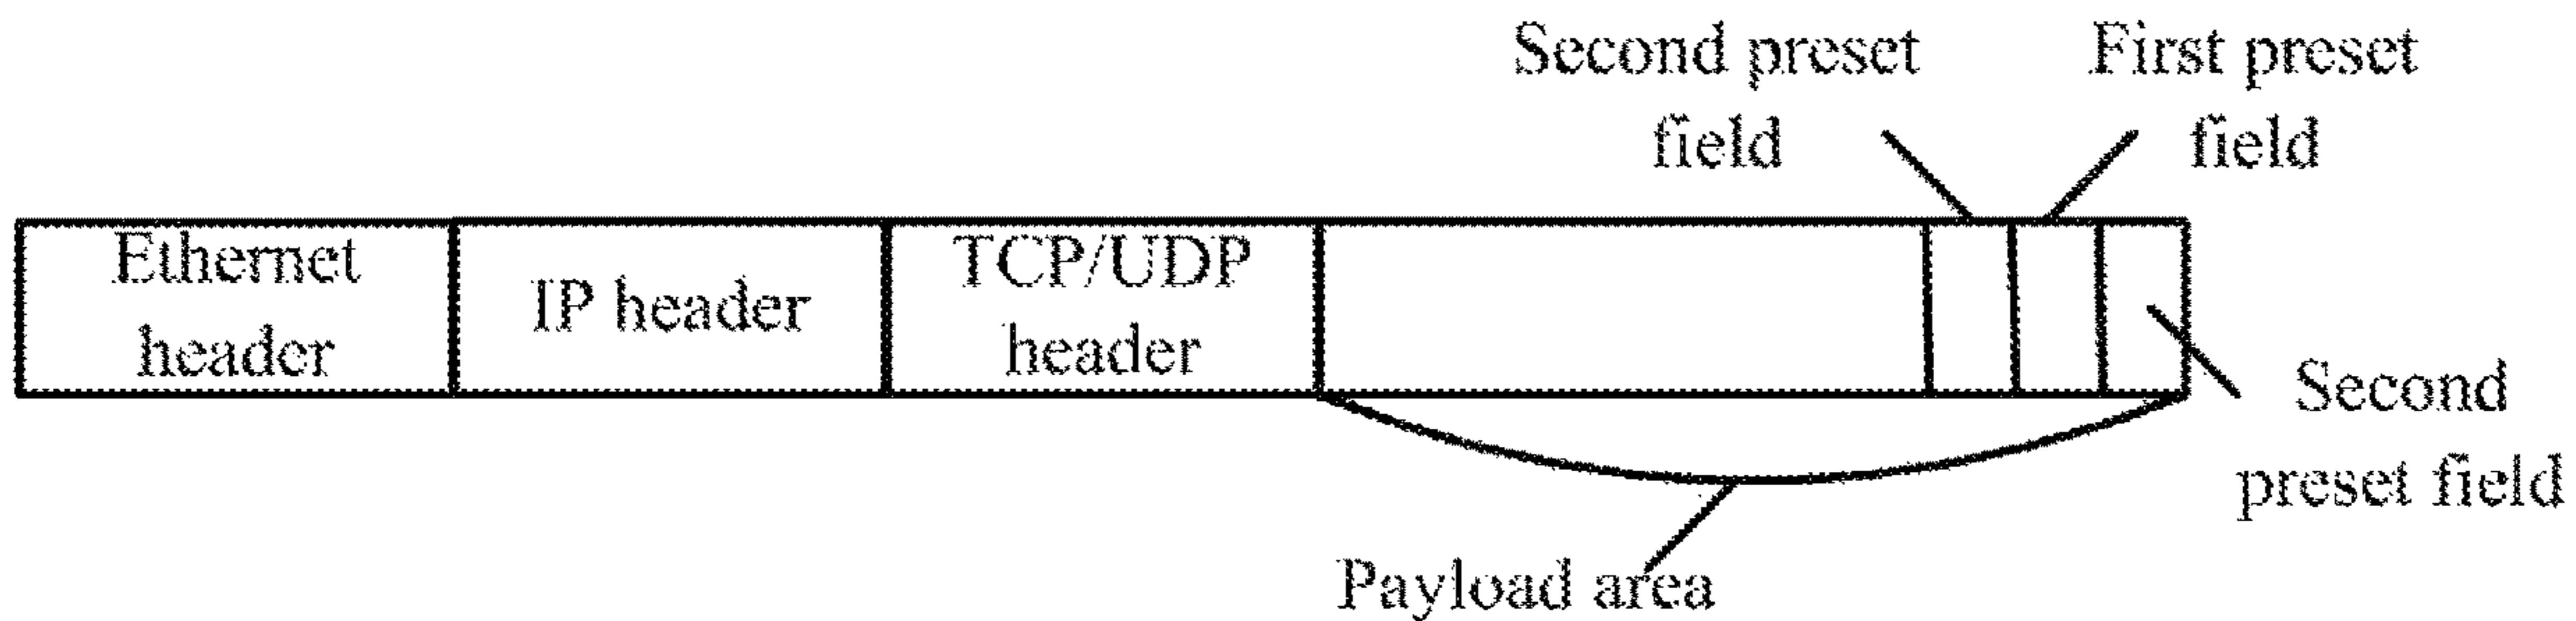 Second preset
field
First preset
field
Ethernet
header
IP header
TCP/UDP
header
Second
preset field
Payload area